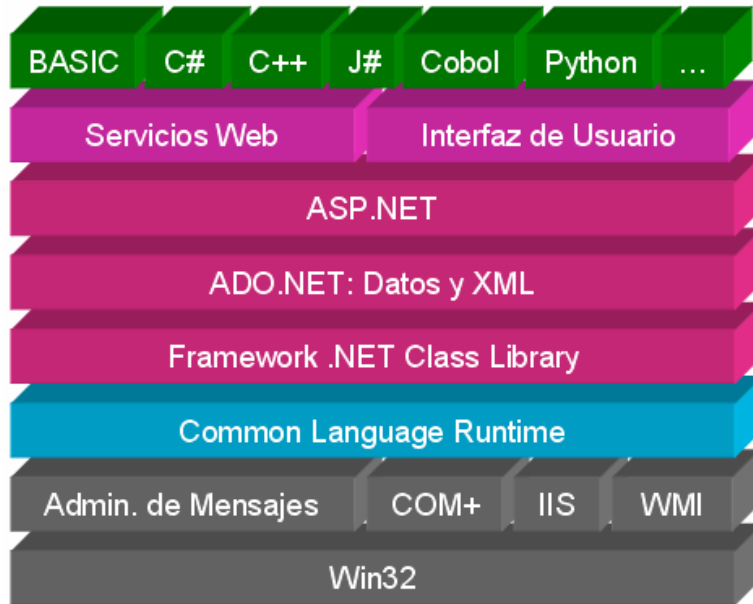 BASIC C# C++ J# Cobol Python ...
Servicios Web Interfaz de Usuario
ASP.NET
ADO.NET: Datos y XML
Framework .NET Class Library
Common Language Runtime
Admin. de Mensajes COM+ IIS WMI
Win32